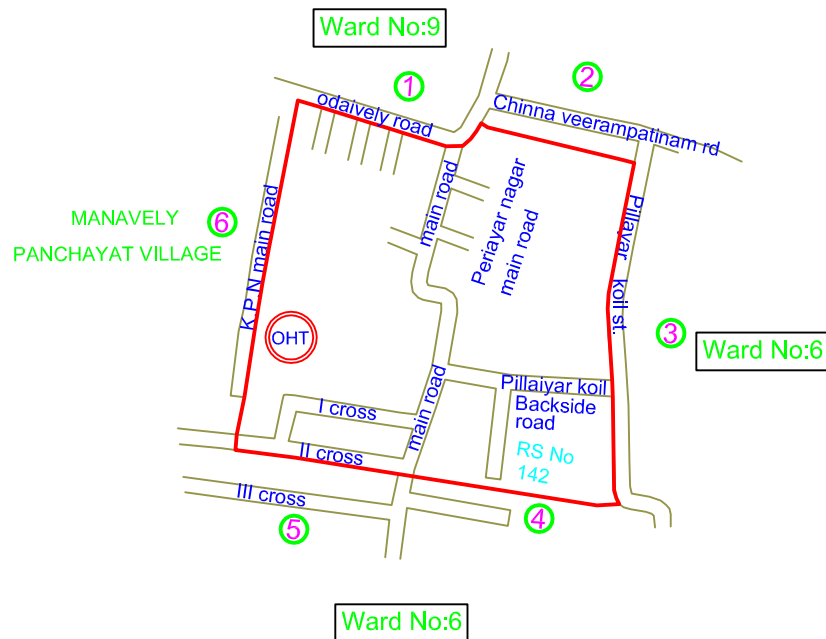 Ward No:9
1
2
odaively road
Chinna veerampatinam rd
main road
Periayar nagar
main road
Pillayar koil st.
6
MANAVELY
PANCHAYAT VILLAGE
K.P.N main road
OHT
3
Ward No:6
Pillaiyar koil
Backside
road
I cross
main road
II cross
RS No
142
III cross
5
4
Ward No:6